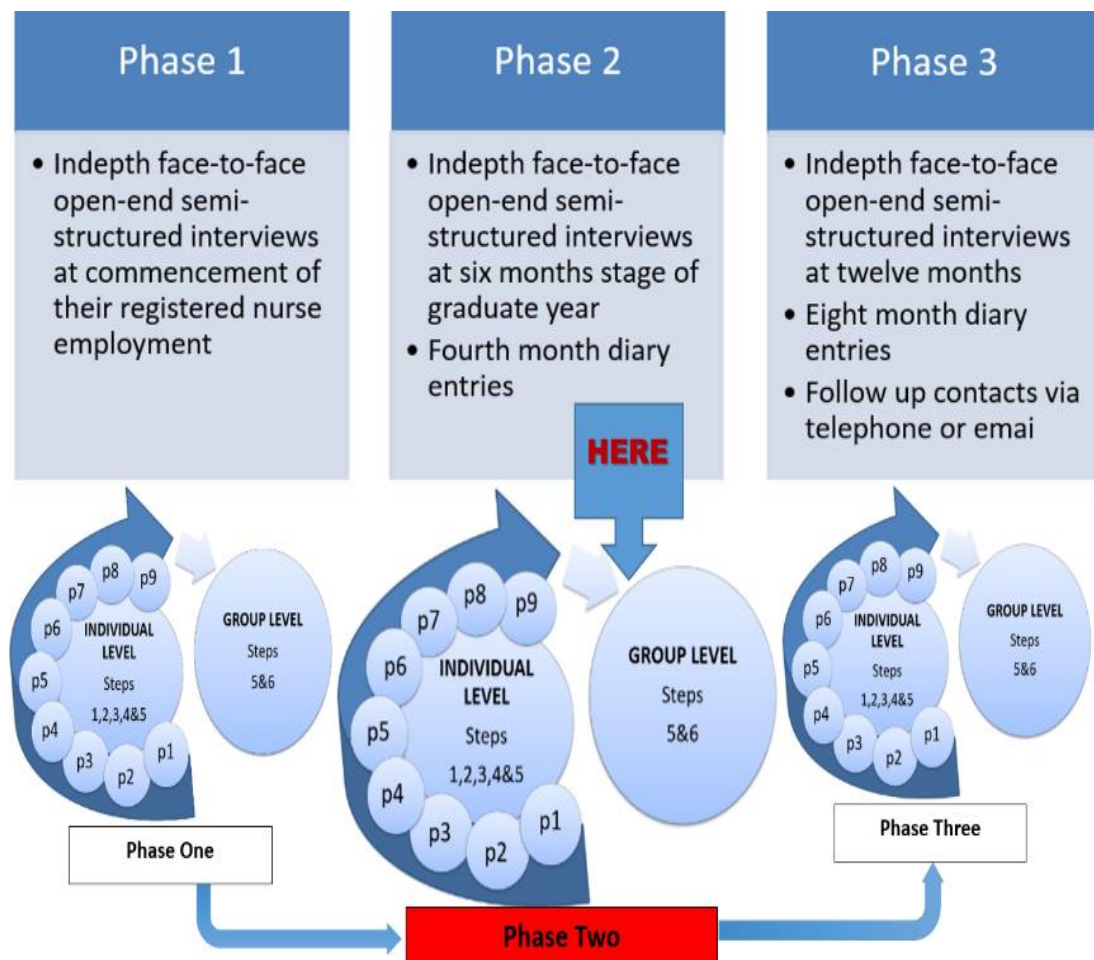 Phase 1
• Indepth face-to-face
open-end semi-
structured interviews
at commencement of
their registered nurse
employment
Phase 2
• Indepth face-to-face
open-end semi-
structured interviews
at six months stage of
graduate year
• Fourth month diary
entries
Phase 3
• Indepth face-to-face
open-end semi-
structured interviews
at twelve months
• Eight month diary
entries
• Follow up contacts via
telephone or emai
HERE
p1
p2
p3
p4
p5
p6
p7
p8
p9
INDIVIDUAL
LEVEL
Steps
1,2,3,4&5
GROUP LEVEL
Steps
5&6
Phase One
p1
p2
p3
p4
p5
p6
p7
p8
p9
INDIVIDUAL
LEVEL
Steps
1,2,3,4&5
GROUP LEVEL
Steps
5&6
Phase Two
p1
p2
p3
p4
p5
p6
p7
p8
p9
INDIVIDUAL
LEVEL
Steps
1,2,3,4&5
GROUP LEVEL
Steps
5&6
Phase Three